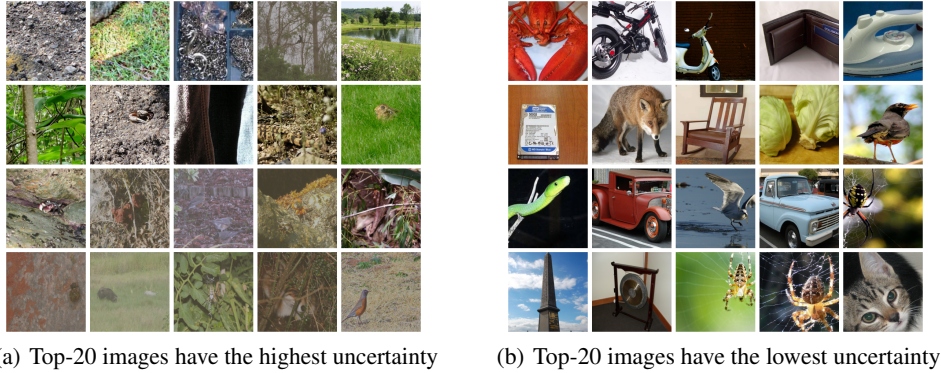 a) Top-20 images have the highest uncertainty
(b) Top-20 images have the lowest uncertainty